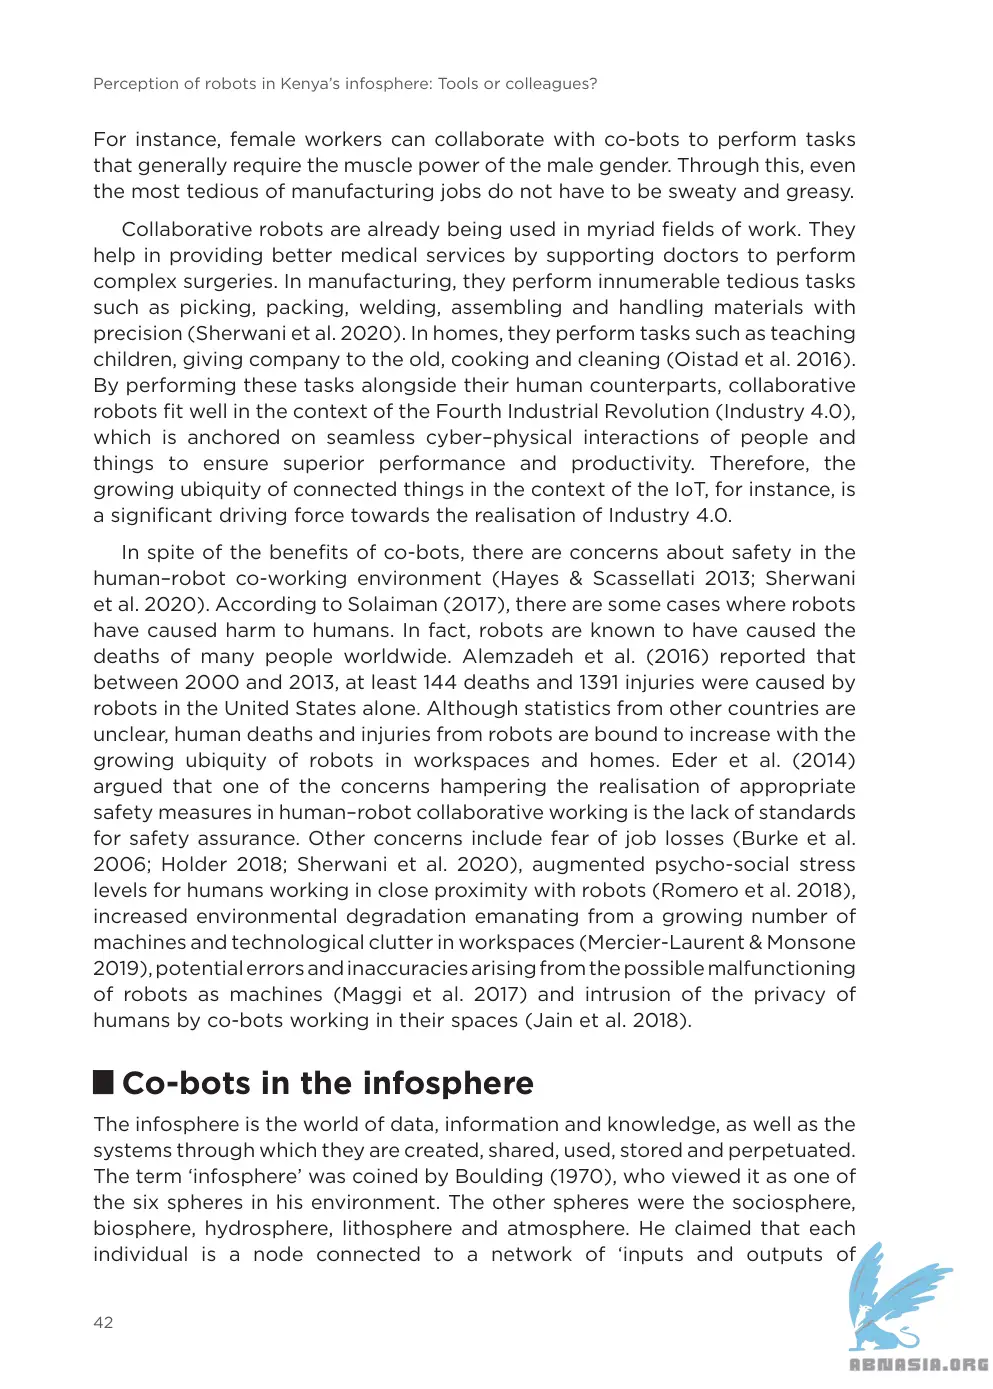 Perception of robots in Kenya's infosphere: Tools or colleagues?
For instance, female workers can collaborate with co-bots to perform tasks
that generally require the muscle power of the male gender. Through this, even
the most tedious of manufacturing jobs do not have to be sweaty and greasy.
Collaborative robots are already being used in myriad fields of work. They
help in providing better medical services by supporting doctors to perform
complex surgeries. In manufacturing, they perform innumerable tedious tasks
such as picking, packing, welding, assembling and handling materials with
precision (Sherwani et al. 2020). In homes, they perform tasks such as teaching
children, giving company to the old, cooking and cleaning (Oistad et al. 2016).
By performing these tasks alongside their human counterparts, collaborative
robots fit well in the context of the Fourth Industrial Revolution (Industry 4.0),
which is anchored on seamless cyber–physical interactions of people and
things to ensure superior performance and productivity. Therefore, the
growing ubiquity of connected things in the context of the IoT, for instance, is
a significant driving force towards the realisation of Industry 4.0.
In spite of the benefits of co-bots, there are concerns about safety in the
human–robot co-working environment (Hayes & Scassellati 2013; Sherwani
et al. 2020). According to Solaiman (2017), there are some cases where robots
have caused harm to humans. In fact, robots are known to have caused the
deaths of many people worldwide. Alemzadeh et al. (2016) reported that
between 2000 and 2013, at least 144 deaths and 1391 injuries were caused by
robots in the United States alone. Although statistics from other countries are
unclear, human deaths and injuries from robots are bound to increase with the
growing ubiquity of robots in workspaces and homes. Eder et al. (2014)
argued that one of the concerns hampering the realisation of appropriate
safety measures in human–robot collaborative working is the lack of standards
for safety assurance. Other concerns include fear of job losses (Burke et al.
2006; Holder 2018; Sherwani et al. 2020), augmented psycho-social stress
levels for humans working in close proximity with robots (Romero et al. 2018),
increased environmental degradation emanating from a growing number of
machines and technological clutter in workspaces (Mercier-Laurent & Monsone
2019), potential errors and inaccuracies arising from the possible malfunctioning
of robots as machines (Maggi et al. 2017) and intrusion of the privacy of
humans by co-bots working in their spaces (Jain et al. 2018).
Co-bots in the infosphere
The infosphere is the world of data, information and knowledge, as well as the
systems through which they are created, shared, used, stored and perpetuated.
The term ‘infosphere’ was coined by Boulding (1970), who viewed it as one of
the six spheres in his environment. The other spheres were the sociosphere,
biosphere, hydrosphere, lithosphere and atmosphere. He claimed that each
individual is a node connected to a network of ‘inputs and outputs of
42
ABNASIA.ORG